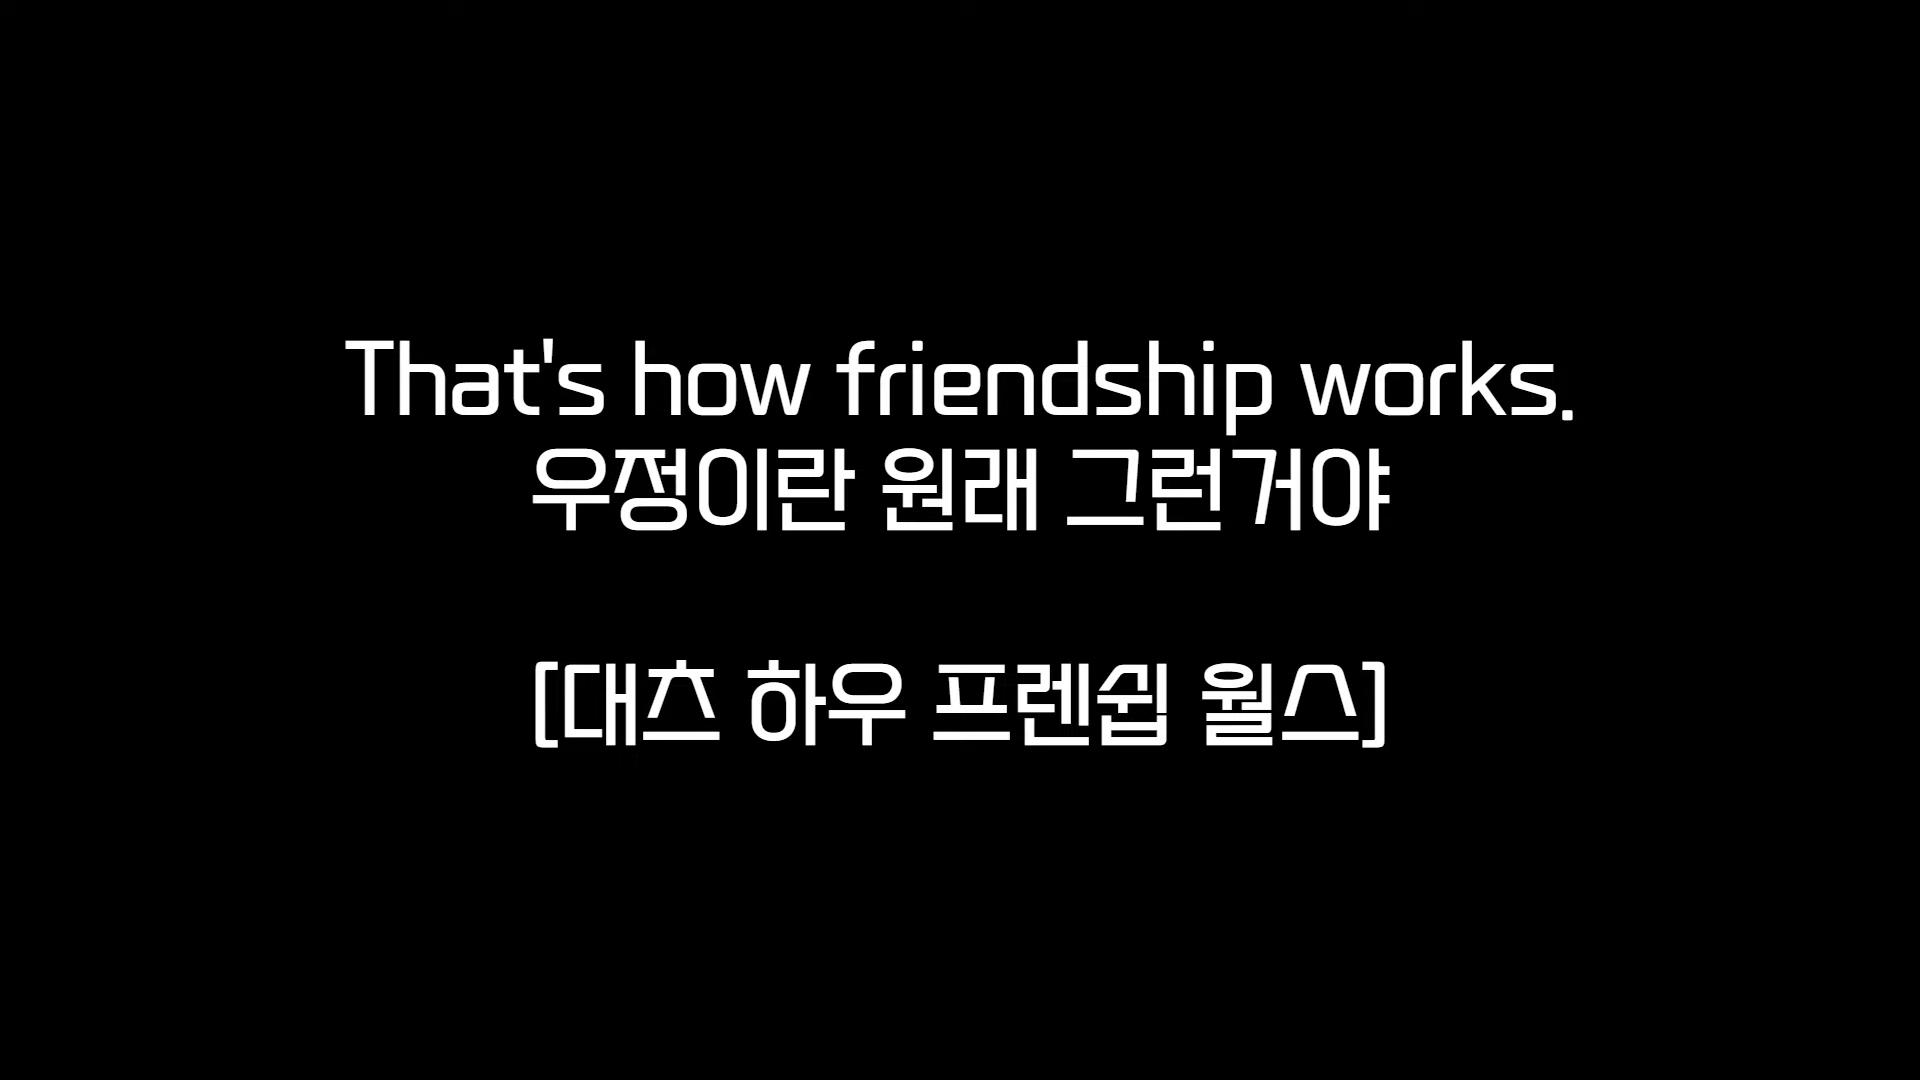 That's how friendship works.
우정이란 원래 그런거야
[대츠 하우 프렌쉽 월스]